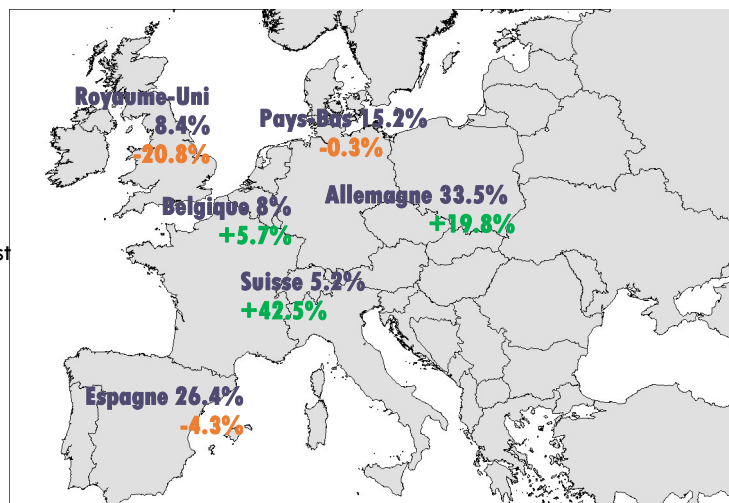 Royaume-Uni
8.4%
-20.8%
Pays-Bas 15.2%
-0.3%
Allemagne 33.5%
+19.8%
Belgique 8%
+5.7%
st
Suisse 5.2%
+42.5%
Espagne 26.4%
-4.3%